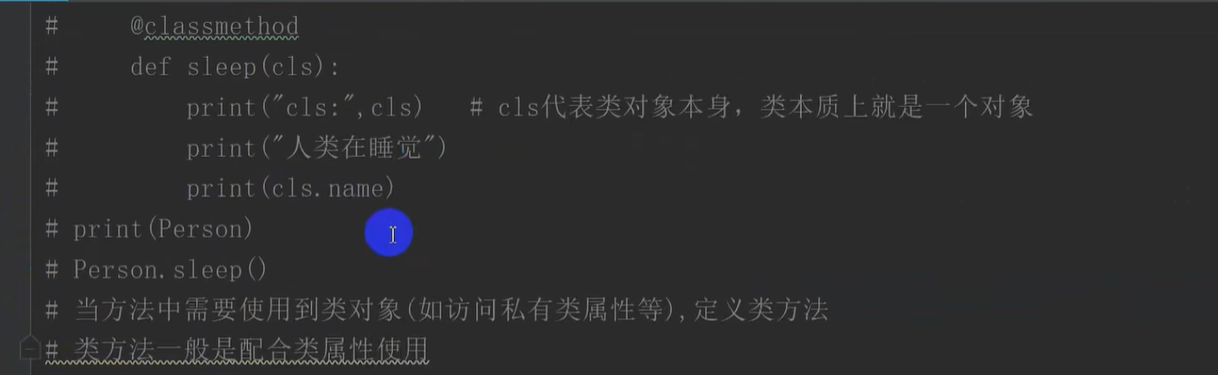 #     @classmethod
#     def sleep(cls):
#         print("cls:",cls)   # cls代表类对象本身，类本质上就是一个对象
#         print("人类在睡觉")
#         print(cls.name)
# print(Person)
# Person.sleep()
# 当方法中需要使用到类对象(如访问私有类属性等),定义类方法
# 类方法一般是配合类属性使用